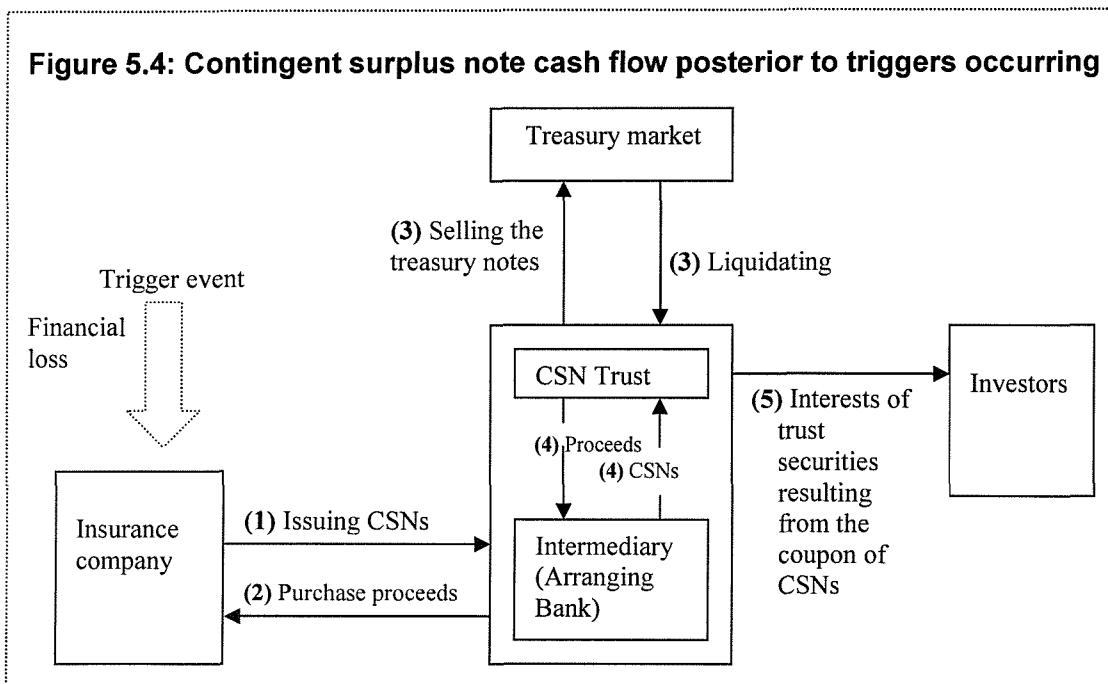 Figure 5.4: Contingent surplus note cash flow posterior to triggers occurring
Treasury market
(3) Selling the
treasury notes
(3) Liquidating
Trigger event
Financial
loss
CSN Trust
(4) Proceeds
(4) CSNs
Intermediary
(Arranging
Bank)
Insurance
company
(1) Issuing CSNs
(2) Purchase proceeds
(5) Interests of
trust
securities
resulting
from the
coupon of
CSNs
Investors